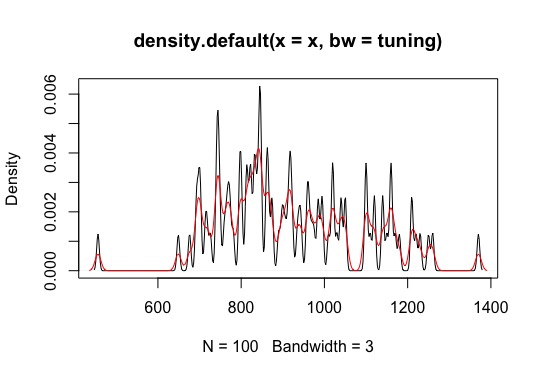 density.default(x = x, bw = tuning)
Density
0.006
0.004
0.002
0.000
600 800 1000 1200 1400
N = 100 Bandwidth = 3